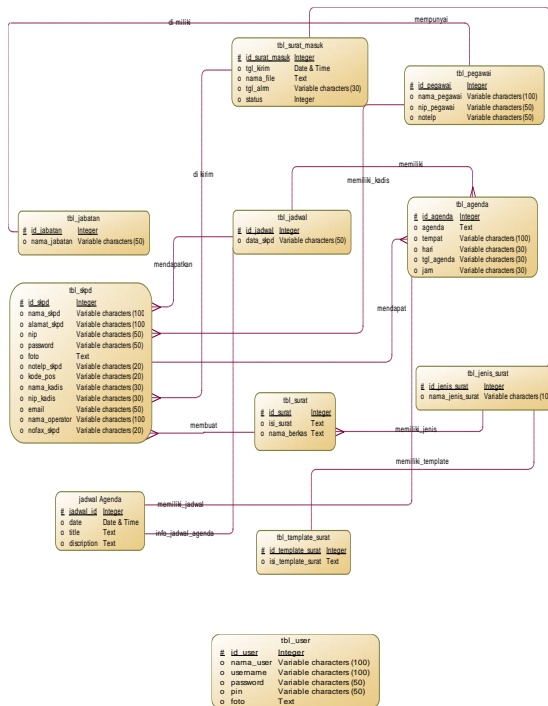 di miliki
mempunyai
tbl_surat_masuk
# id_surat_masuk Integer
o tgl_kirim Date & Time
o nama_file Text
o tgl_alrm Variable characters (30)
o status Integer
tbl_pegawai
# id_pegawai Integer
o nama_pegawai Variable characters (100)
o nip_pegawai Variable characters (50)
o notelp Variable characters (50)
di kirim
memiliki
memiliki_kadis
tbl_jabatan
# id_jabatan Integer
o nama_jabatan Variable characters (50)
tbl_jadwal
# id_jadwal Integer
o data_skpd Variable characters (50)
tbl_agenda
# id_agenda Integer
o agenda Text
o tempat Variable characters (100)
o hari Variable characters (30)
o tgl_agenda Variable characters (30)
o jam Variable characters (30)
mendapatkan
mendapat
tbl_skpd
# id_skpd Integer
o nama_skpd Variable characters (100
o alamat_skpd Variable characters (100
o nip Variable characters (50)
o password Variable characters (50)
o foto Text
o notelp_skpd Variable characters (20)
o kode_pos Variable characters (20)
o nama_kadis Variable characters (30)
o nip_kadis Variable characters (30)
o email Variable characters (50)
o nama_operator Variable characters (100
o nofax_skpd Variable characters (20)
tbl_jenis_surat
# id_jenis_surat Integer
o nama_jenis_surat Variable characters (10
tbl_surat
# id_surat Integer
o isi_surat Text
o nama_berkas Text
membuat
memiliki_jenis
memiliki_template
jadwal Agenda
# jadwal_id Integer
o date Date & Time
o title Text
o discription Text
memiliki_jadwal
info_jadwal_agenda
tbl_tamplate_surat
# id_template_surat Integer
o isi_template_surat Text
tbl_user
# id_user Integer
o nama_user Variable characters (100)
o username Variable characters (100)
o password Variable characters (50)
o pin Variable characters (50)
o foto Text